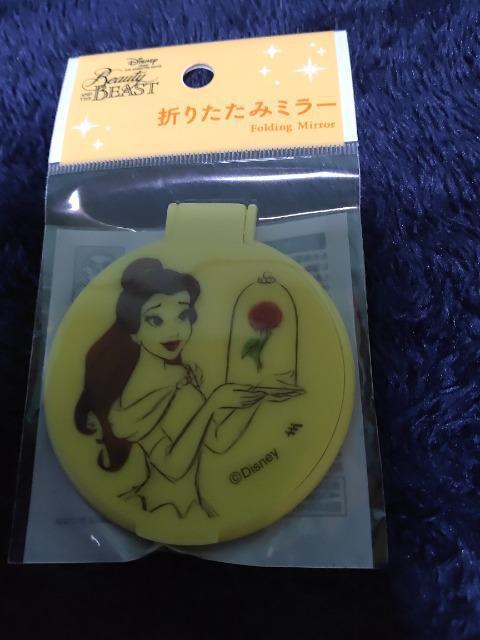 Disney
Beauty
AND THE
BEAST
折りたたみミラー
Folding Mirror
©Disney